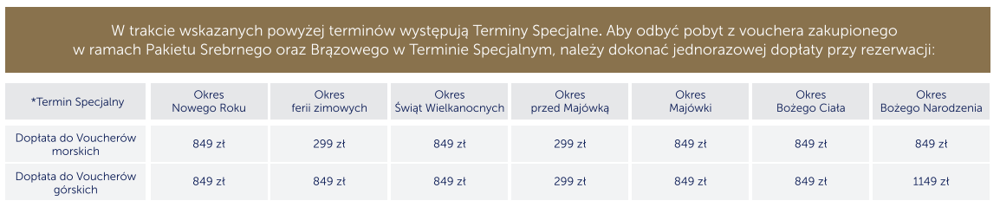 W trakcie wskazanych powyżej terminów występują Terminy Specjalne. Aby odbyć pobyt z vouchera zakupionego
w ramach Pakietu Srebrnego oraz Brązowego w Terminie Specjalnym, należy dokonać jednorazowej dopłaty przy rezerwacji:
*Termin Specjalny
Okres
Nowego Roku
Okres
ferii zimowych
Okres
Świąt Wielkanocnych
Okres
przed Majówką
Okres
Majówki
Okres
Bożego Ciała
Okres
Bożego Narodzenia
Dopłata do Voucherów
morskich
849 zł
299 zł
849 zł
299 zł
849 zł
849 zł
849 zł
Dopłata do Voucherów
górskich
849 zł
849 zł
849 zł
299 zł
849 zł
849 zł
1149 zł